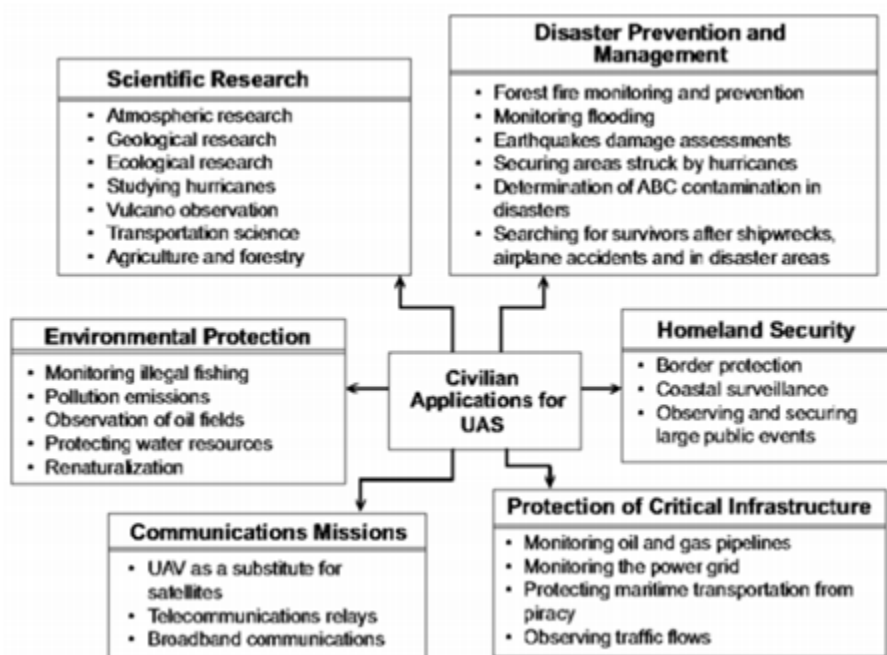 Scientific Research
• Atmospheric research
• Geological research
• Ecological research
• Studying hurricanes
• Vulcano observation
• Transportation science
• Agriculture and forestry
Disaster Prevention and
Management
• Forest fire monitoring and prevention
• Monitoring flooding
• Earthquakes damage assessments
• Securing areas struck by hurricanes
• Determination of ABC contamination in
disasters
• Searching for survivors after shipwrecks,
airplane accidents and in disaster areas
Environmental Protection
• Monitoring illegal fishing
• Pollution emissions
• Observation of oil fields
• Protecting water resources
• Renaturalization
Civilian
Applications for
UAS
Homeland Security
• Border protection
• Coastal surveillance
• Observing and securing
large public events
Communications Missions
• UAV as a substitute for
satellites
• Telecommunications relays
• Broadband communications
Protection of Critical Infrastructure
• Monitoring oil and gas pipelines
• Monitoring the power grid
• Protecting maritime transportation from
piracy
• Observing traffic flows